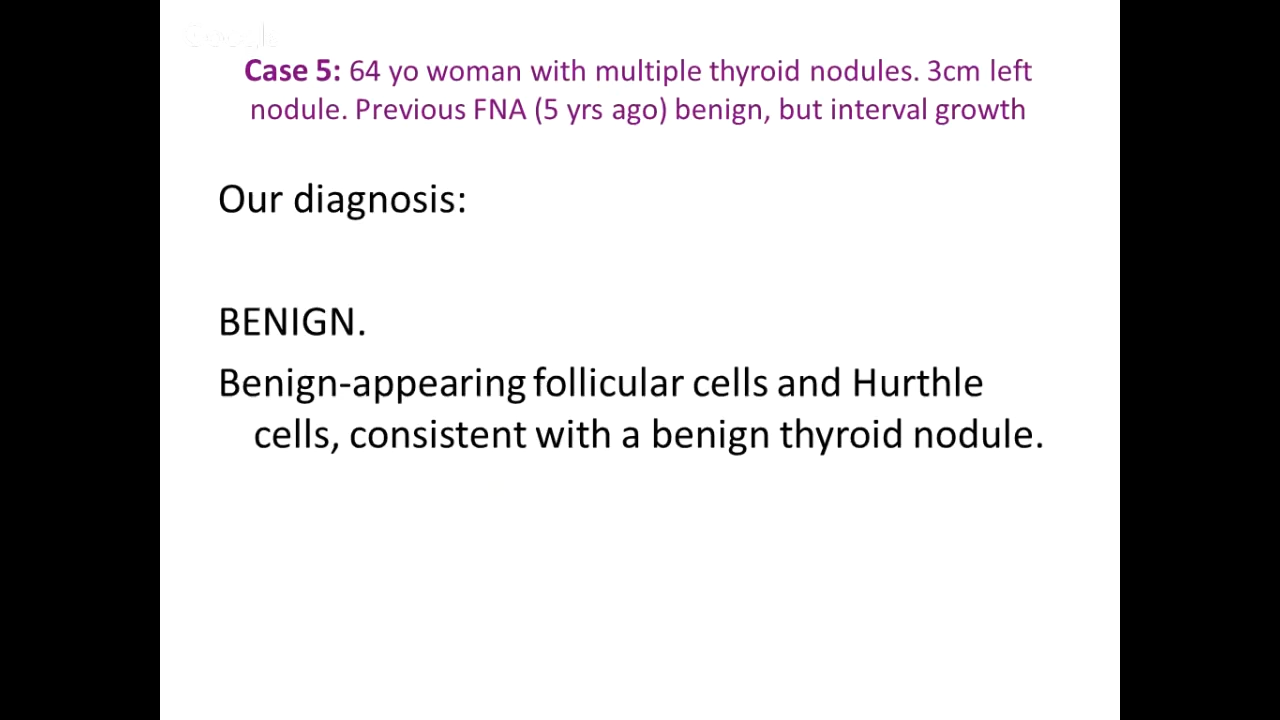 Case 5: 64 yo woman with multiple thyroid nodules. 3cm left
nodule. Previous FNA (5 yrs ago) benign, but interval growth
Our diagnosis:
BENIGN.
Benign-appearing follicular cells and Hurthle
cells, consistent with a benign thyroid nodule.